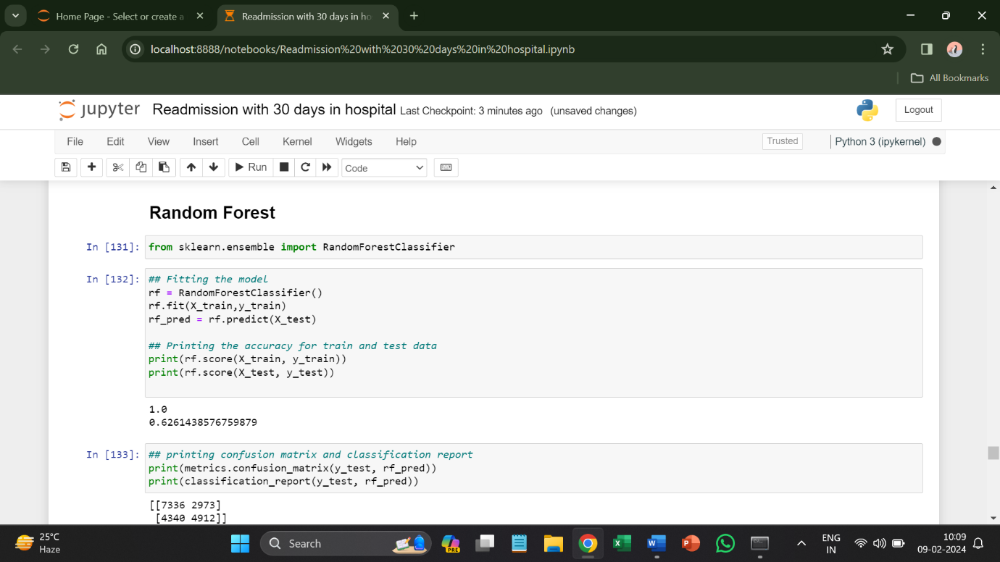 Home Page - Select or create a
Readmission with 30 days in ho
localhost:8888/notebooks/Readmission%20with%2030%20days%20in%20hospital.ipynb
All Bookmarks
jupyter Readmission with 30 days in hospital Last Checkpoint: 3 minutes ago (unsaved changes)
Logout
File Edit View Insert Cell Kernel Widgets Help
Trusted
Python 3 (ipykernel)
Run
Code
Random Forest
In [131]: from sklearn.ensemble import RandomForestClassifier
In [132]: ## Fitting the model
rf = RandomForestClassifier()
rf.fit(X_train,y_train)
rf_pred = rf.predict(X_test)
## Printing the accuracy for train and test data
print(rf.score(X_train, y_train))
print(rf.score(X_test, y_test))
1.0
0.6261438576759879
In [133]: ## printing confusion matrix and classification report
print(metrics.confusion_matrix(y_test, rf_pred))
print(classification_report(y_test, rf_pred))
[[7336 2973]
[4340 4912]]
25°C
Haze
Search
PRE
ENG
IN
10:09
09-02-2024